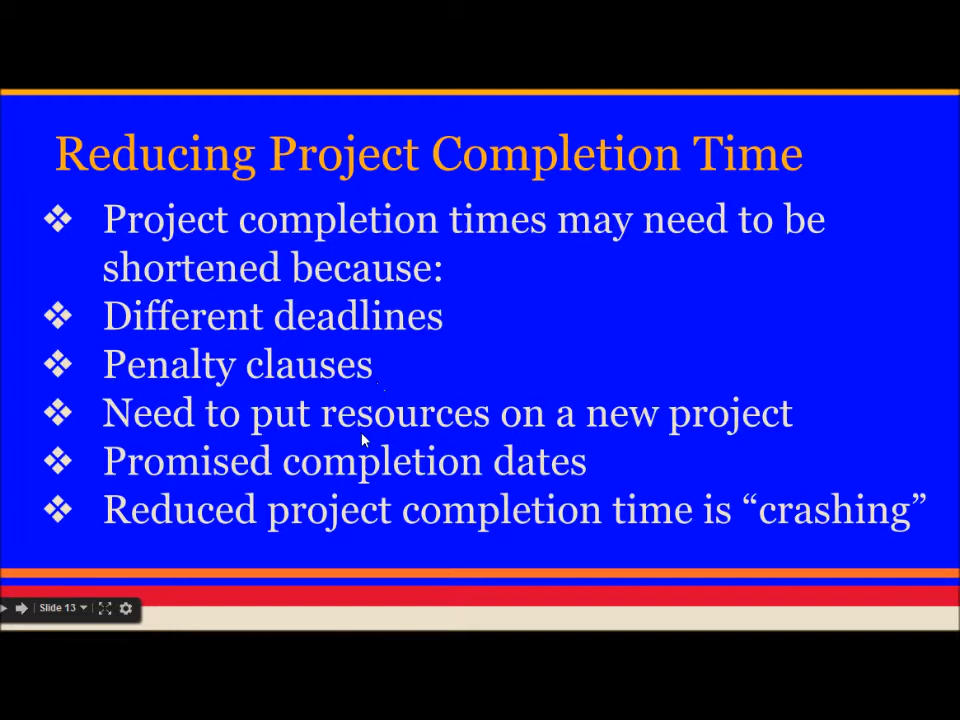 Reducing Project Completion Time
❖ Project completion times may need to be
shortened because:
❖ Different deadlines
❖ Penalty clauses
❖ Need to put resources on a new project
❖ Promised completion dates
❖ Reduced project completion time is “crashing”
Slide 13